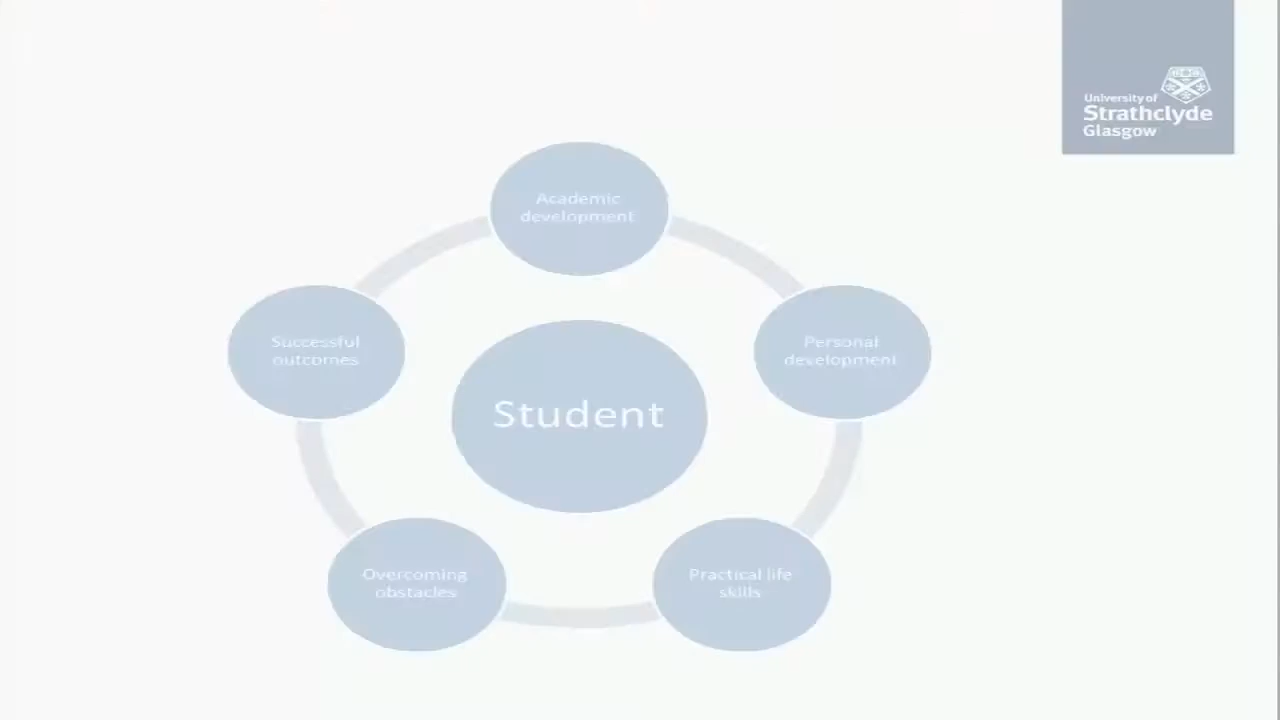 University of
Strathclyde
Glasgow
Academic
development
Successful
outcomes
Personal
development
Student
Overcoming
obstacles
Practical life
skills